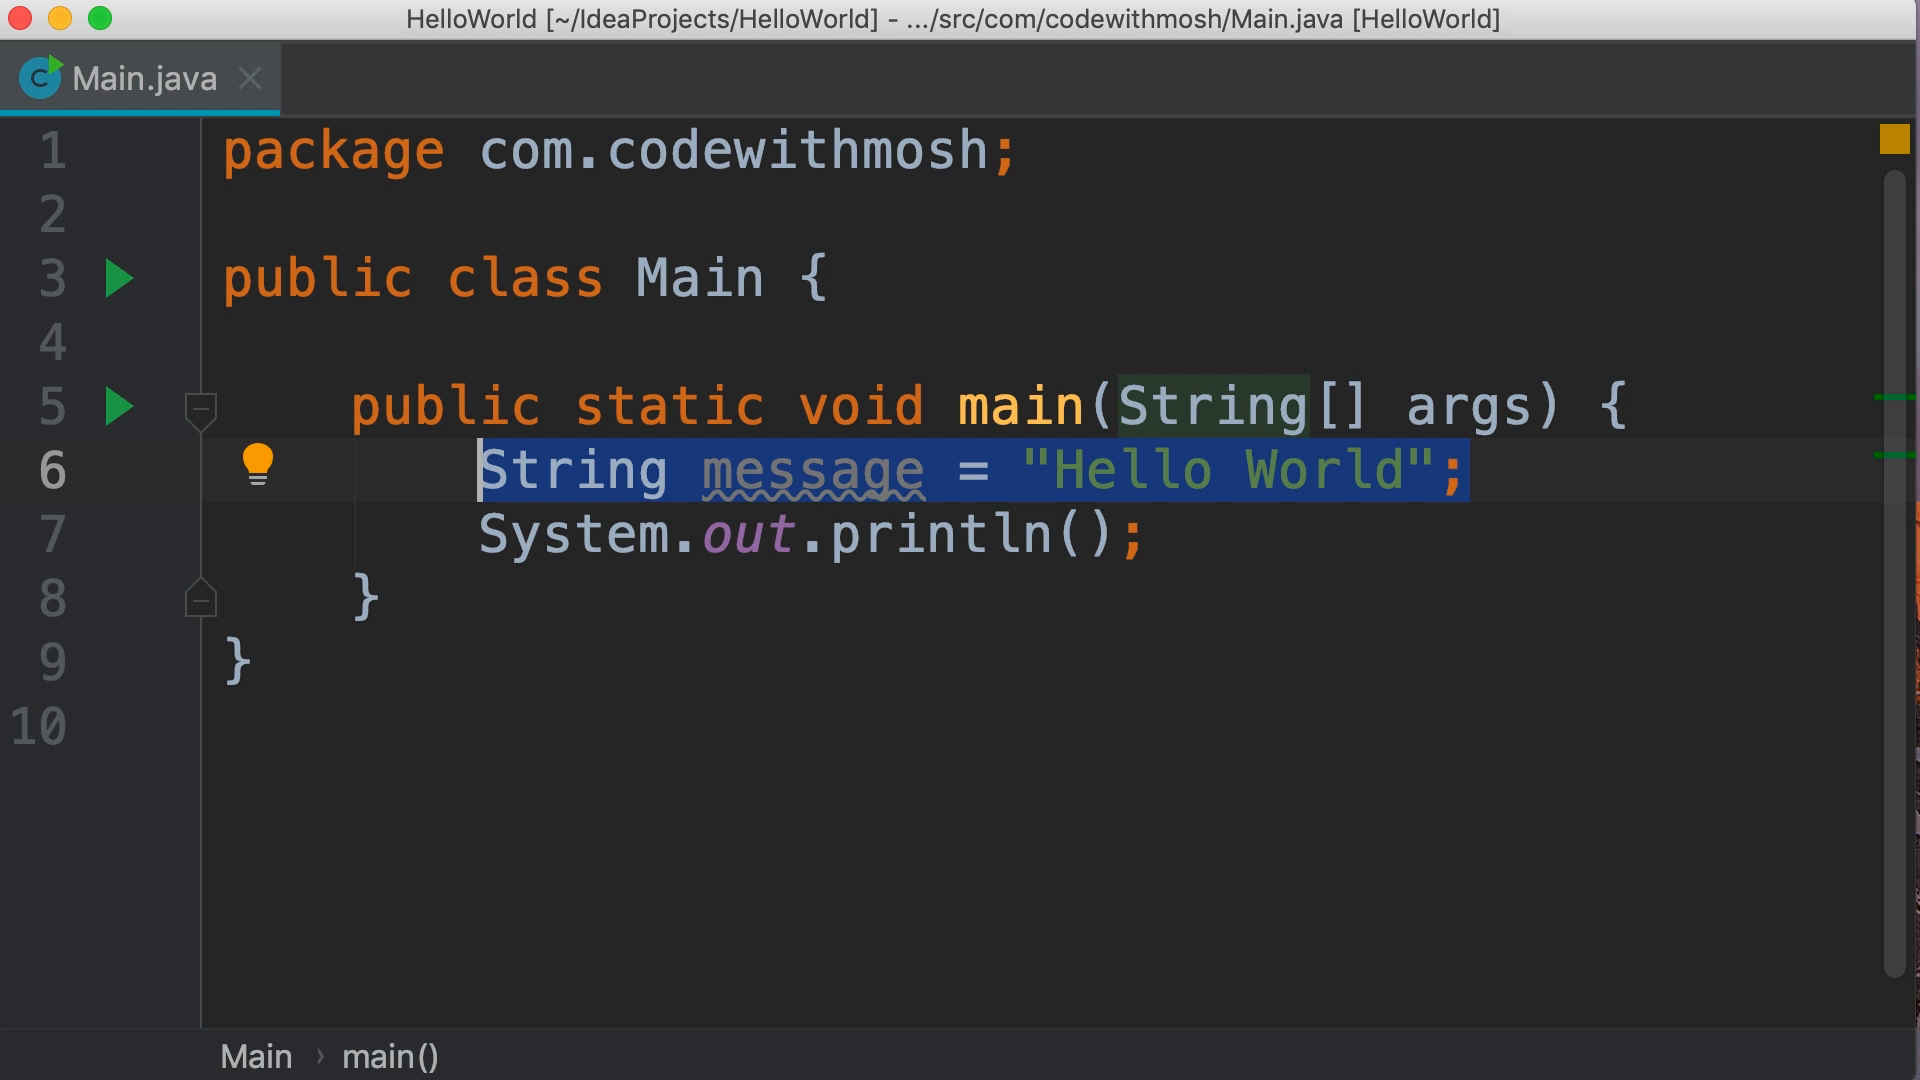 HelloWorld [~/IdeaProjects/HelloWorld] - .../src/com/codewithmosh/Main.java [HelloWorld]
C Main.java
1 package com.codewithmosh;
2
3 public class Main {
4
5 public static void main(String[] args) {
6 String message = "Hello World";
7 System.out.println();
8 }
9 }
10
Main › main()